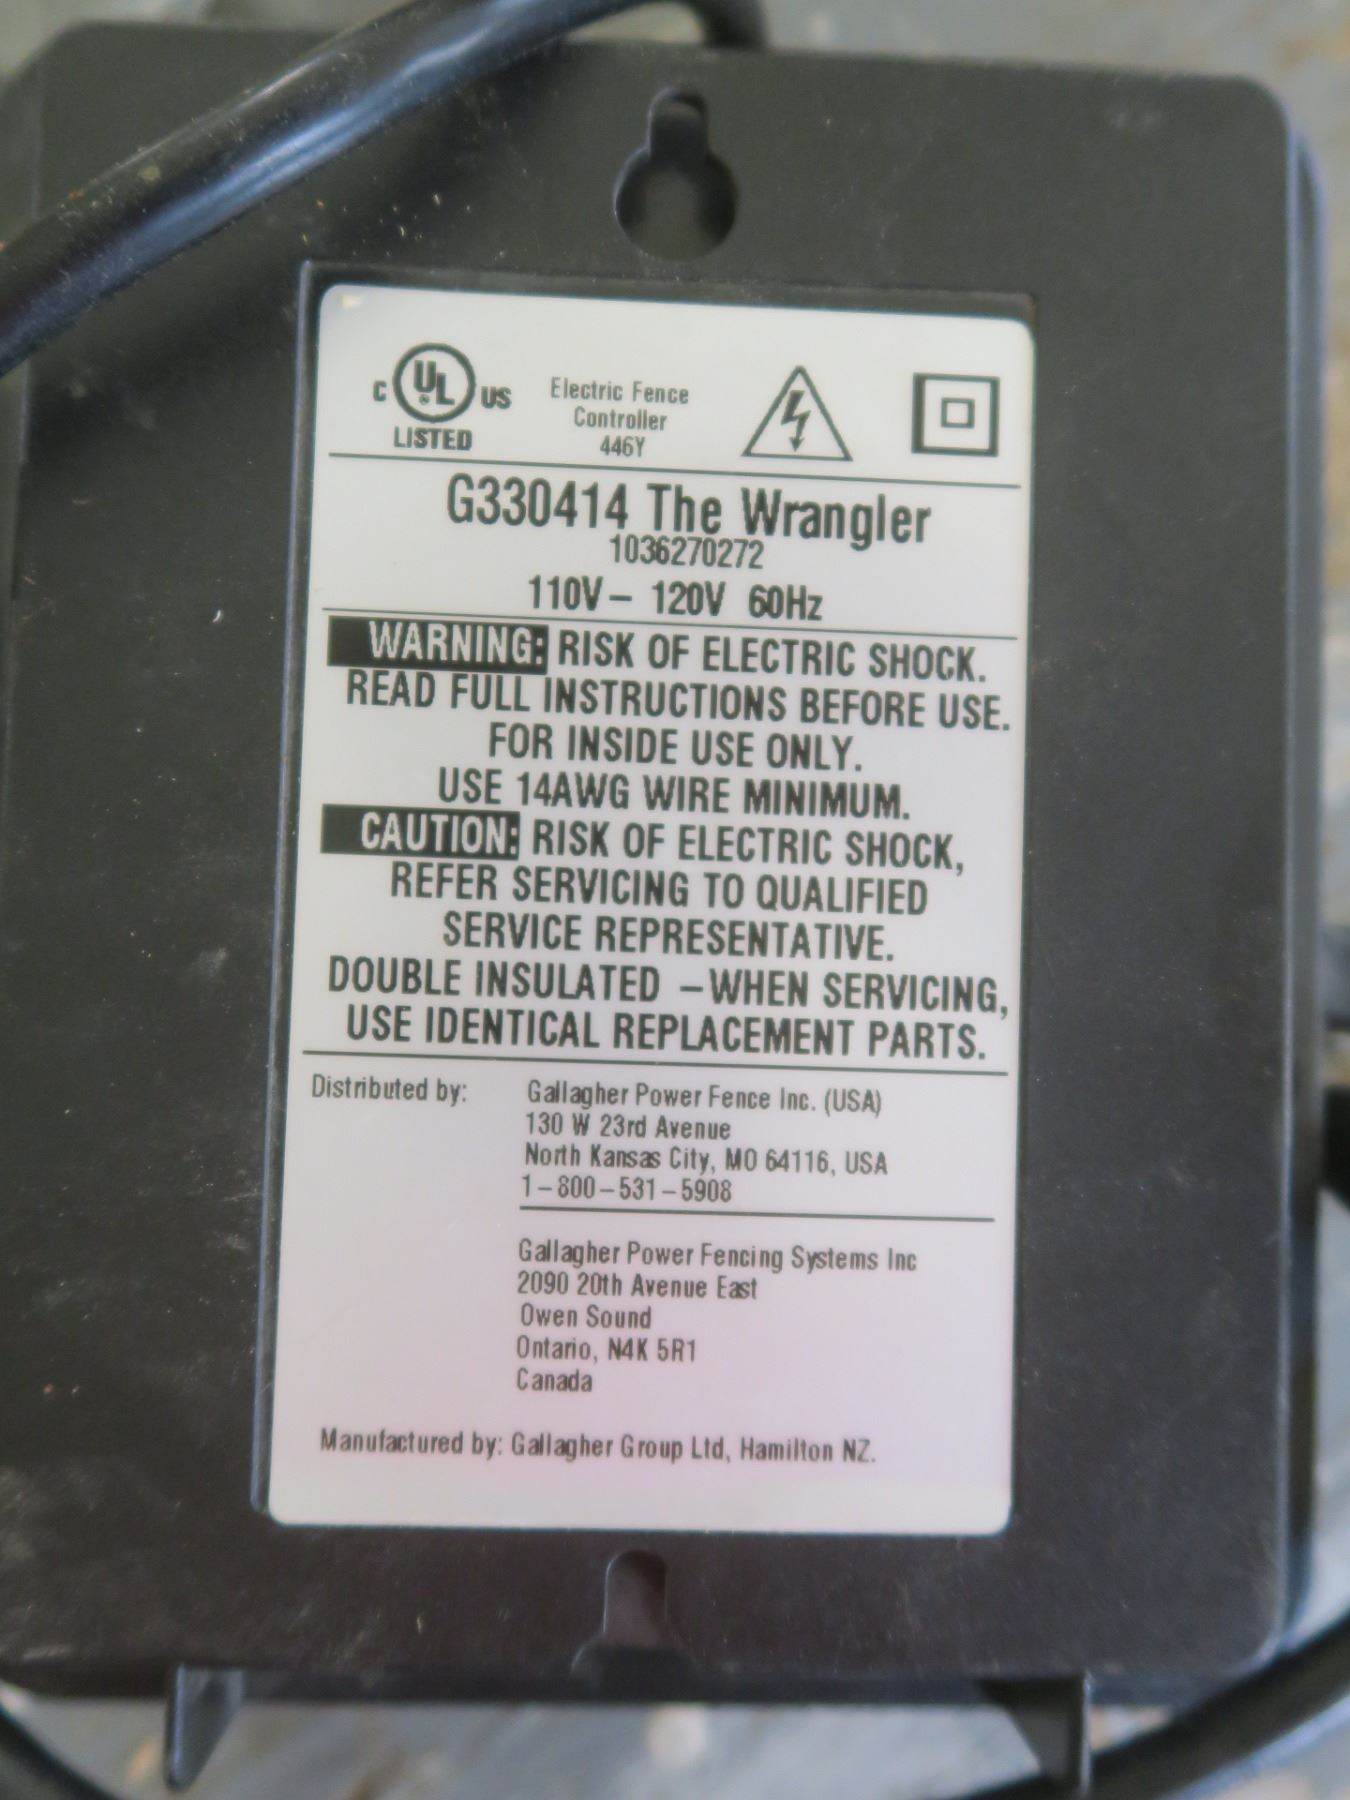 C UL® US
LISTED
Electric Fence
Controller
446Y
G330414 The Wrangler
1036270272
110V – 120V 60Hz
WARNING: RISK OF ELECTRIC SHOCK.
READ FULL INSTRUCTIONS BEFORE USE.
FOR INSIDE USE ONLY.
USE 14AWG WIRE MINIMUM.
CAUTION: RISK OF ELECTRIC SHOCK,
REFER SERVICING TO QUALIFIED
SERVICE REPRESENTATIVE.
DOUBLE INSULATED – WHEN SERVICING,
USE IDENTICAL REPLACEMENT PARTS.
Distributed by: Gallagher Power Fence Inc. (USA)
130 W 23rd Avenue
North Kansas City, MO 64116, USA
1-800-531-5908
Gallagher Power Fencing Systems Inc
2090 20th Avenue East
Owen Sound
Ontario, N4K 5R1
Canada
Manufactured by: Gallagher Group Ltd, Hamilton NZ.